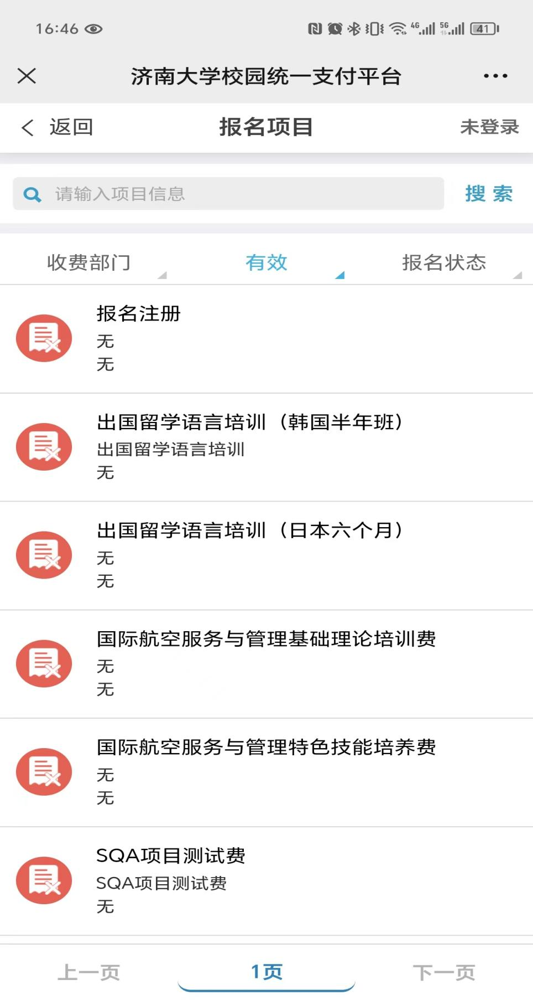 16:46
4G 5G 41
济南大学校园统一支付平台
返回 报名项目 未登录
请输入项目信息 搜索
收费部门 有效 报名状态
报名注册
无
无
出国留学语言培训（韩国半年班）
出国留学语言培训
无
出国留学语言培训（日本六个月）
无
无
国际航空服务与管理基础理论培训费
无
无
国际航空服务与管理特色技能培养费
无
无
SQA项目测试费
SQA项目测试费
无
上一页 1页 下一页